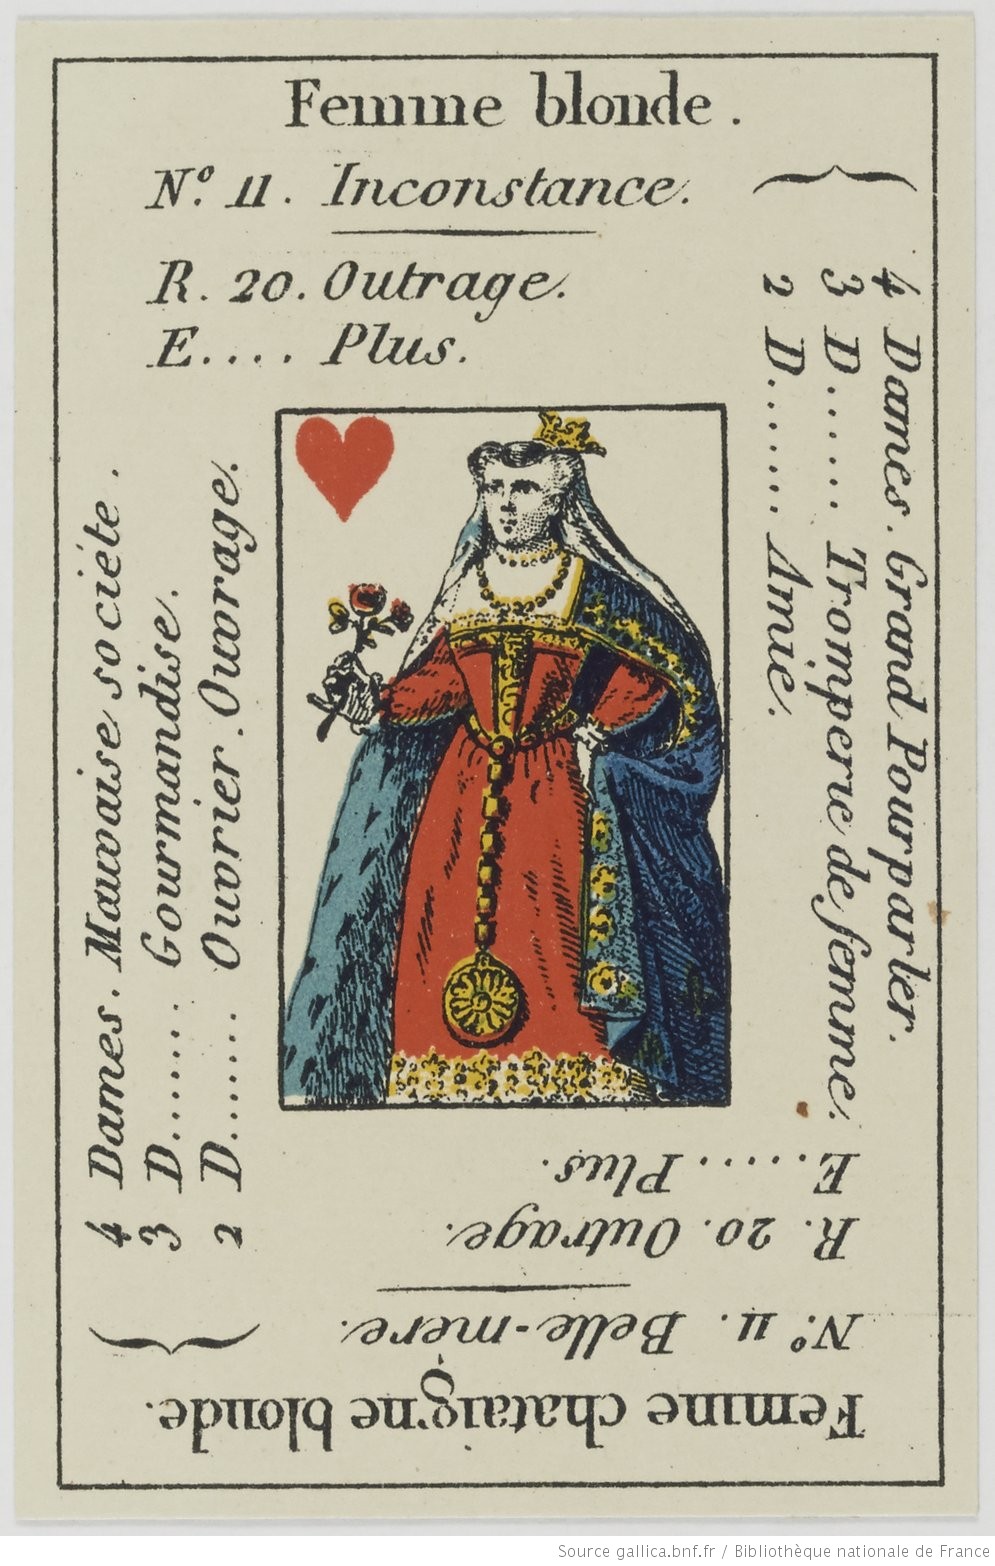 Femme blonde.
N.º 11. Inconstance.
R. 20. Outrage.
E.... Plus.
4 Dames. Grand Pourparler.
3 D....... Tromperie de femme.
2 D....... Amie.
Femme chataig'ne blonde.
N.º 11. Belle-mere.
R. 20. Outrage.
E..... Plus.
4 Dames. Mauvaise société.
3 D....... Gourmandise.
2 D...... Ouvrier. Ouvrage.
Source gallica.bnf.fr / Bibliothèque nationale de France